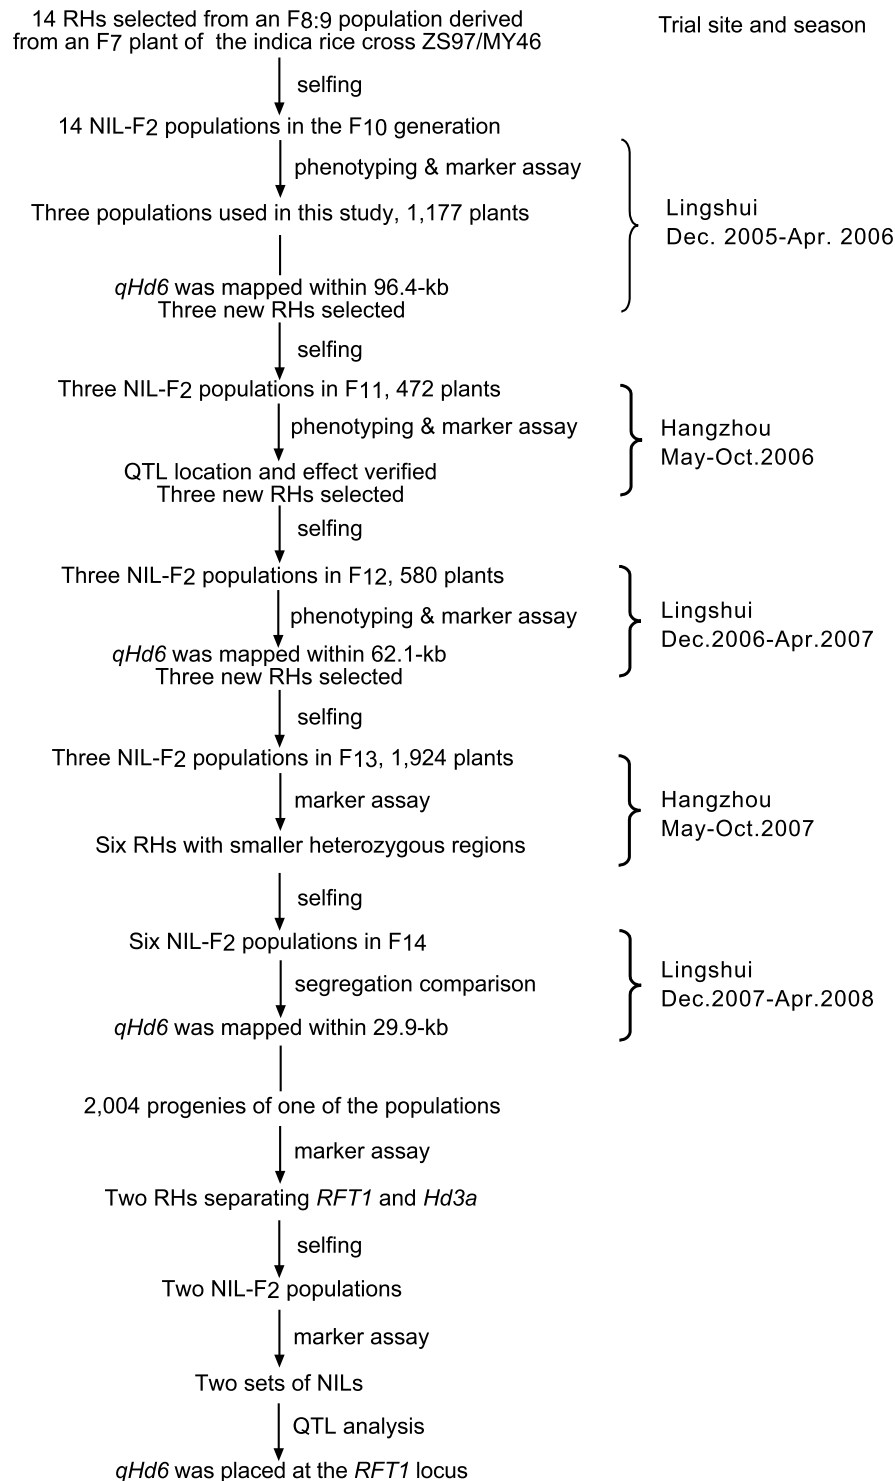 14 RHs selected from an F8:9 population derived
from an F7 plant of the indica rice cross ZS97/MY46
Trial site and season
selfing
14 NIL-F2 populations in the F10 generation
phenotyping & marker assay
Three populations used in this study, 1,177 plants
Lingshui
Dec. 2005-Apr. 2006
qHd6 was mapped within 96.4-kb
Three new RHs selected
selfing
Three NIL-F2 populations in F11, 472 plants
phenotyping & marker assay
Hangzhou
May-Oct.2006
QTL location and effect verified
Three new RHs selected
selfing
Three NIL-F2 populations in F12, 580 plants
phenotyping & marker assay
Lingshui
Dec.2006-Apr.2007
qHd6 was mapped within 62.1-kb
Three new RHs selected
selfing
Three NIL-F2 populations in F13, 1,924 plants
marker assay
Hangzhou
May-Oct.2007
Six RHs with smaller heterozygous regions
selfing
Six NIL-F2 populations in F14
segregation comparison
Lingshui
Dec.2007-Apr.2008
qHd6 was mapped within 29.9-kb
2,004 progenies of one of the populations
marker assay
Two RHs separating RFT1 and Hd3a
selfing
Two NIL-F2 populations
marker assay
Two sets of NILs
QTL analysis
qHd6 was placed at the RFT1 locus